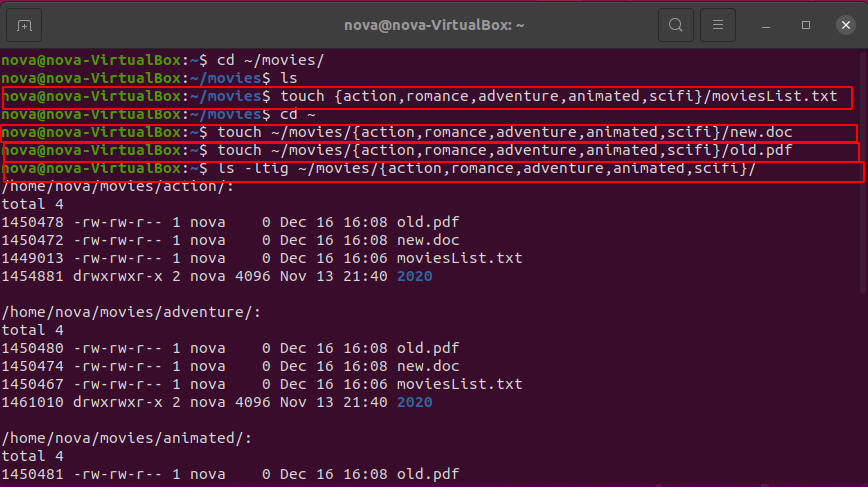 nova@nova-VirtualBox: ~
nova@nova-VirtualBox:~$ cd ~/movies/
nova@nova-VirtualBox:~/movies$ ls
nova@nova-VirtualBox:~/movies$ touch {action,romance,adventure,animated,scifi}/moviesList.txt
nova@nova-VirtualBox:~/movies$ cd ~
nova@nova-VirtualBox:~$ touch ~/movies/{action,romance,adventure,animated,scifi}/new.doc
nova@nova-VirtualBox:~$ touch ~/movies/{action,romance,adventure,animated,scifi}/old.pdf
nova@nova-VirtualBox:~$ ls -ltig ~/movies/{action,romance,adventure,animated,scifi}/
/home/nova/movies/action/:
total 4
1450478 -rw-rw-r-- 1 nova    0 Dec 16 16:08 old.pdf
1450472 -rw-rw-r-- 1 nova    0 Dec 16 16:08 new.doc
1449013 -rw-rw-r-- 1 nova    0 Dec 16 16:06 moviesList.txt
1454881 drwxrwxr-x 2 nova 4096 Nov 13 21:40 2020
/home/nova/movies/adventure/:
total 4
1450480 -rw-rw-r-- 1 nova    0 Dec 16 16:08 old.pdf
1450474 -rw-rw-r-- 1 nova    0 Dec 16 16:08 new.doc
1450467 -rw-rw-r-- 1 nova    0 Dec 16 16:06 moviesList.txt
1461010 drwxrwxr-x 2 nova 4096 Nov 13 21:40 2020
/home/nova/movies/animated/:
total 4
1450481 -rw-rw-r-- 1 nova    0 Dec 16 16:08 old.pdf